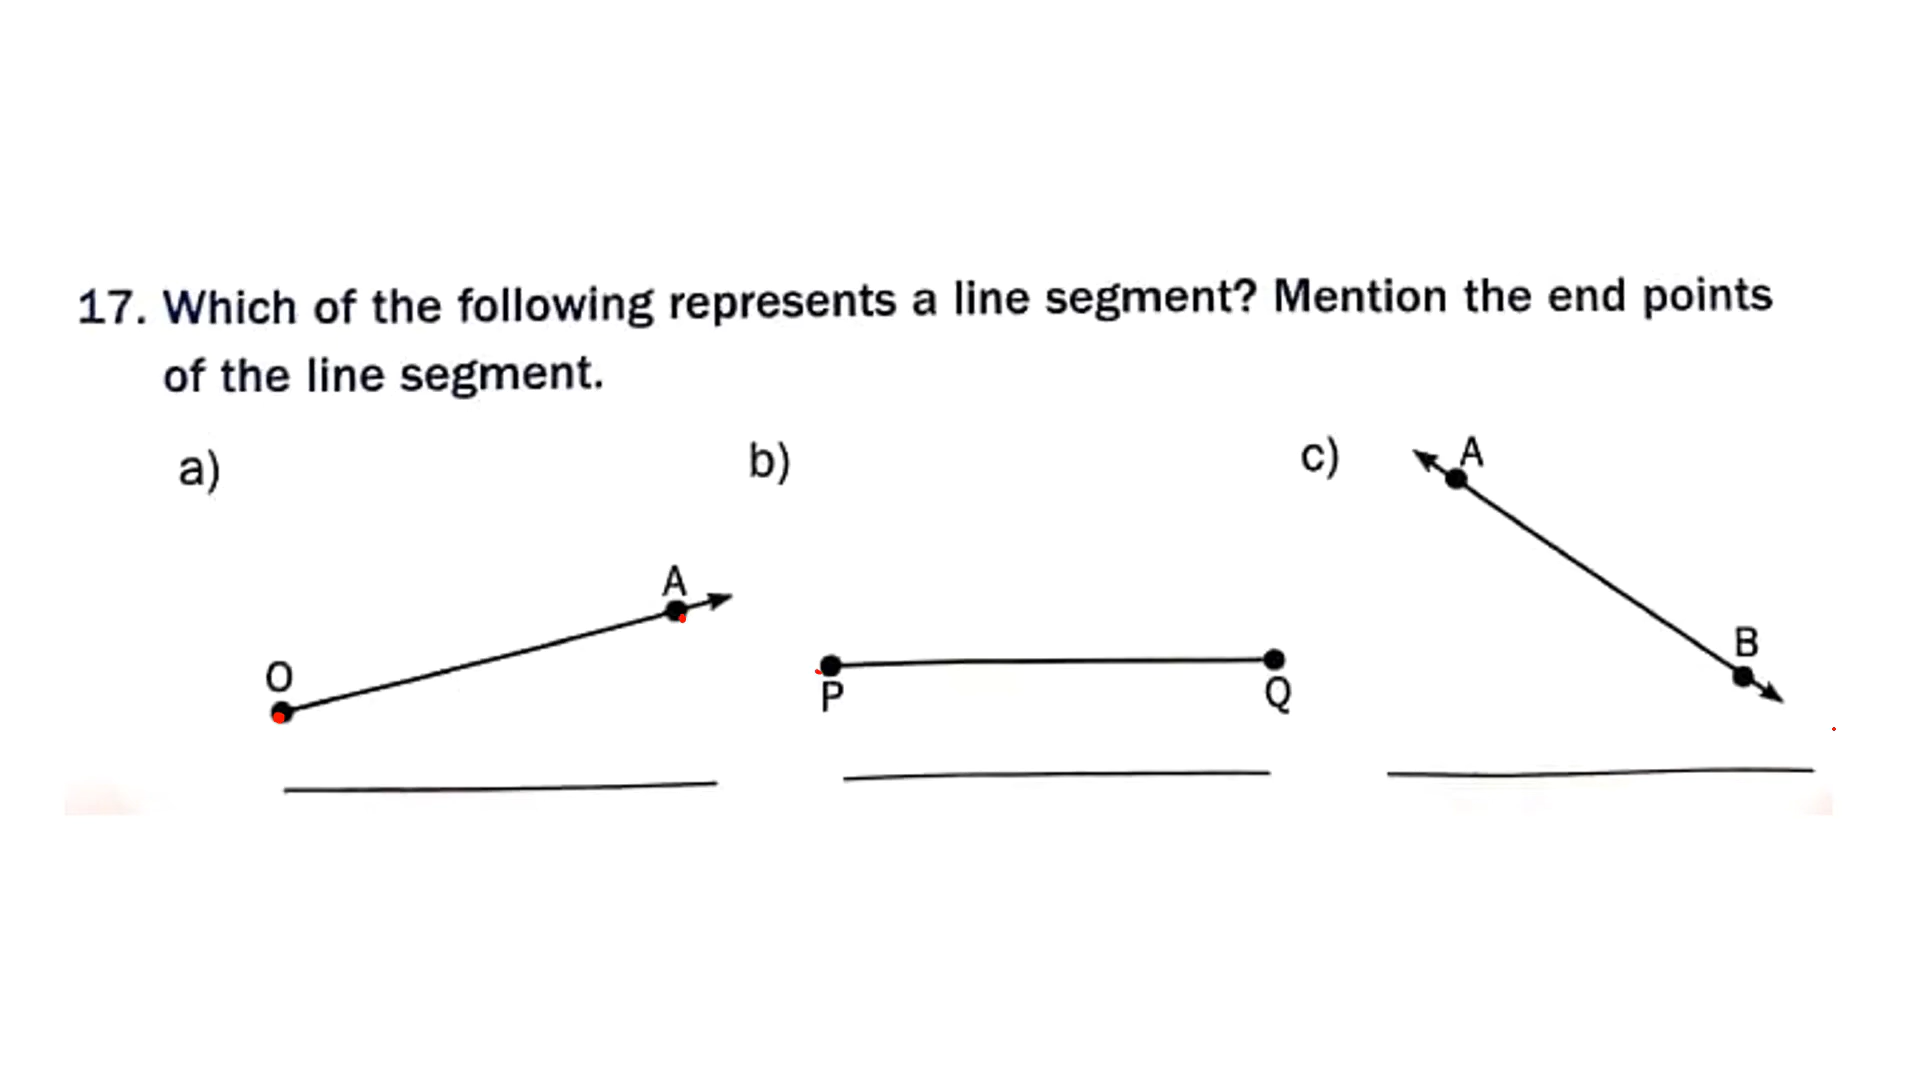 17. Which of the following represents a line segment? Mention the end points
of the line segment.
a) b) c)
A
A
O
B
P Q